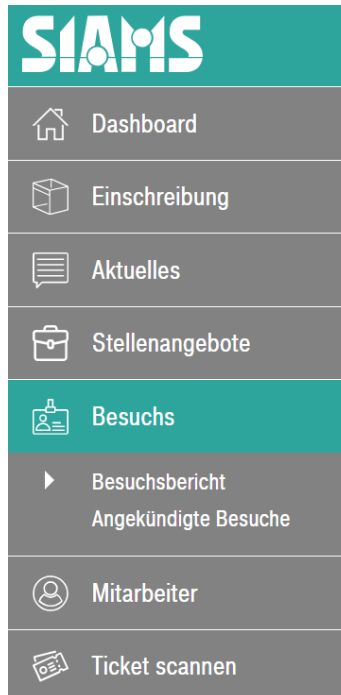 SIAMS
Dashboard
Einschreibung
Aktuelles
Stellenangebote
Besuchs
Besuchsbericht
Angekündigte Besuche
Mitarbeiter
Ticket scannen